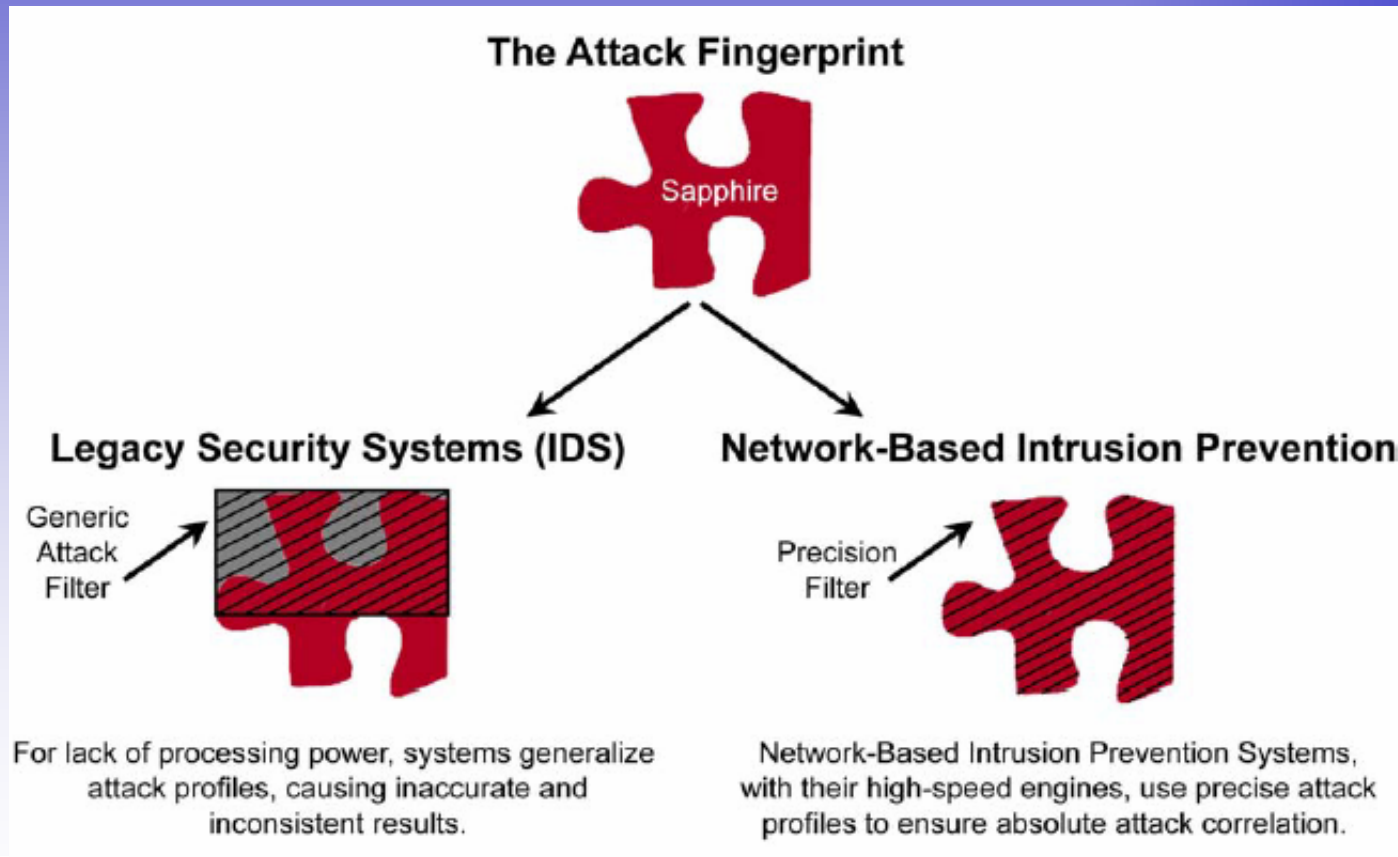 The Attack Fingerprint
Sapphire
Legacy Security Systems (IDS)
Generic
Attack
Filter
For lack of processing power, systems generalize
attack profiles, causing inaccurate and
inconsistent results.
Network-Based Intrusion Prevention
Precision
Filter
Network-Based Intrusion Prevention Systems,
with their high-speed engines, use precise attack
profiles to ensure absolute attack correlation.